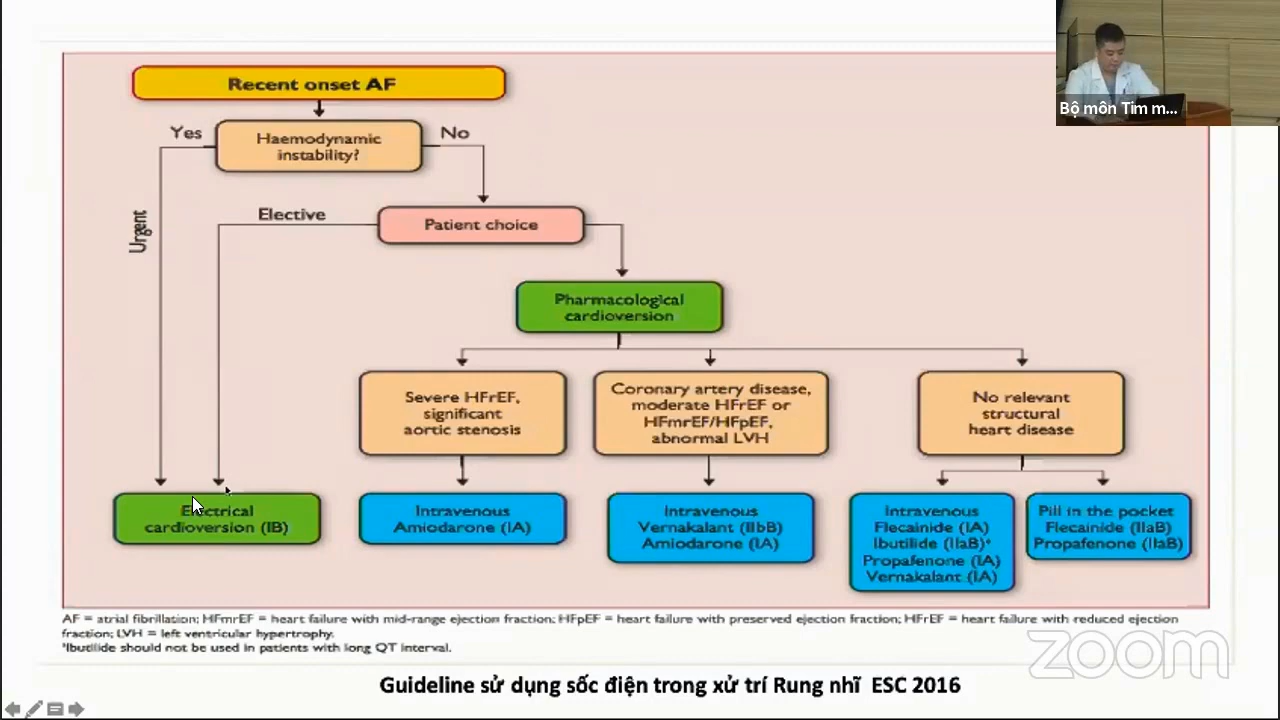 Bộ môn Tim m...
Recent onset AF
Yes
Haemodynamic
instability?
No
Urgent
Elective
Patient choice
Pharmacological
cardioversion
Severe HFrEF,
significant
aortic stenosis
Coronary artery disease,
moderate HFrEF or
HFmrEF/HFpEF,
abnormal LVH
No relevant
structural
heart disease
Electrical
cardioversion (IB)
Intravenous
Amiodarone (IA)
Intravenous
Vernakalant (IIbB)
Amiodarone (IA)
Intravenous
Flecainide (IA)
Ibutilide (IIaB)*
Propafenone (IA)
Vernakalant (IA)
Pill in the pocket
Flecainide (IIaB)
Propafenone (IIaB)
AF = atrial fibrillation; HFmrEF = heart failure with mid-range ejection fraction; HFpEF = heart failure with preserved ejection fraction; HFrEF = heart failure with reduced ejection
fraction; LVH = left ventricular hypertrophy.
*Ibutilide should not be used in patients with long QT interval.
zoom
Guideline sử dụng sốc điện trong xử trí Rung nhĩ ESC 2016